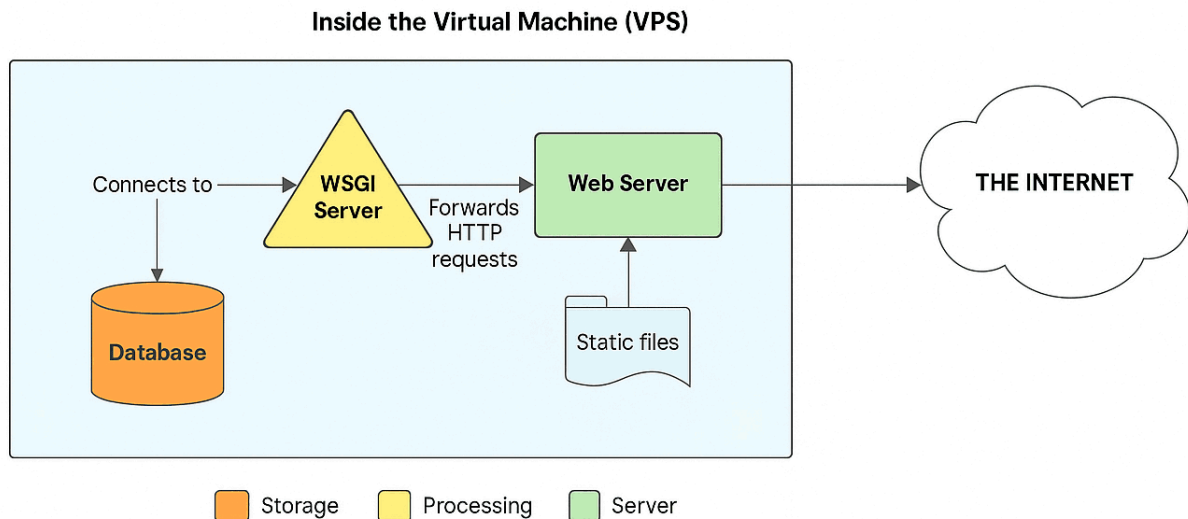 Inside the Virtual Machine (VPS)
Connects to
WSGI
Server
Forwards
HTTP
requests
Web Server
THE INTERNET
Database
Static files
Storage
Processing
Server